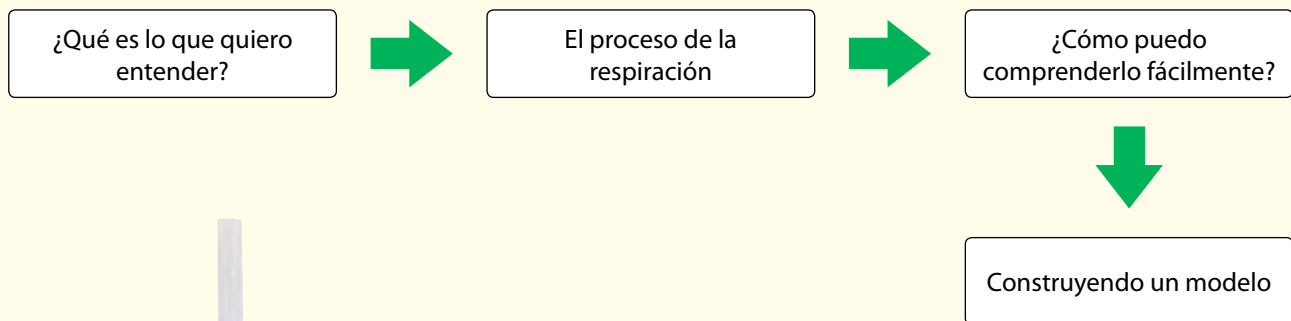 ¿Qué es lo que quiero
entender?
El proceso de la
respiración
¿Cómo puedo
comprenderlo fácilmente?
Construyendo un modelo